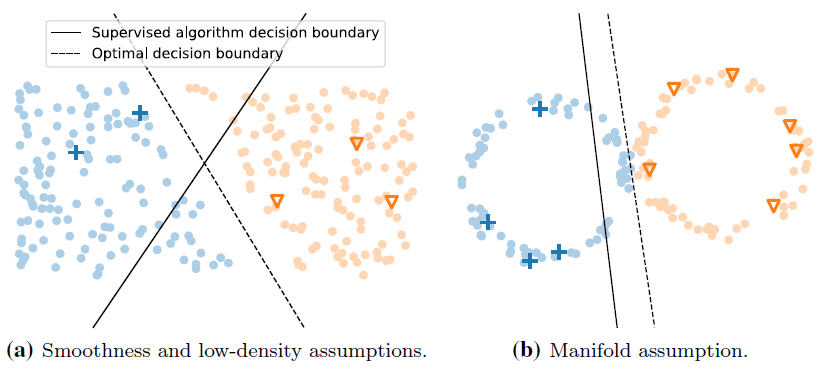 Supervised algorithm decision boundary
Optimal decision boundary
(a) Smoothness and low-density assumptions.
(b) Manifold assumption.